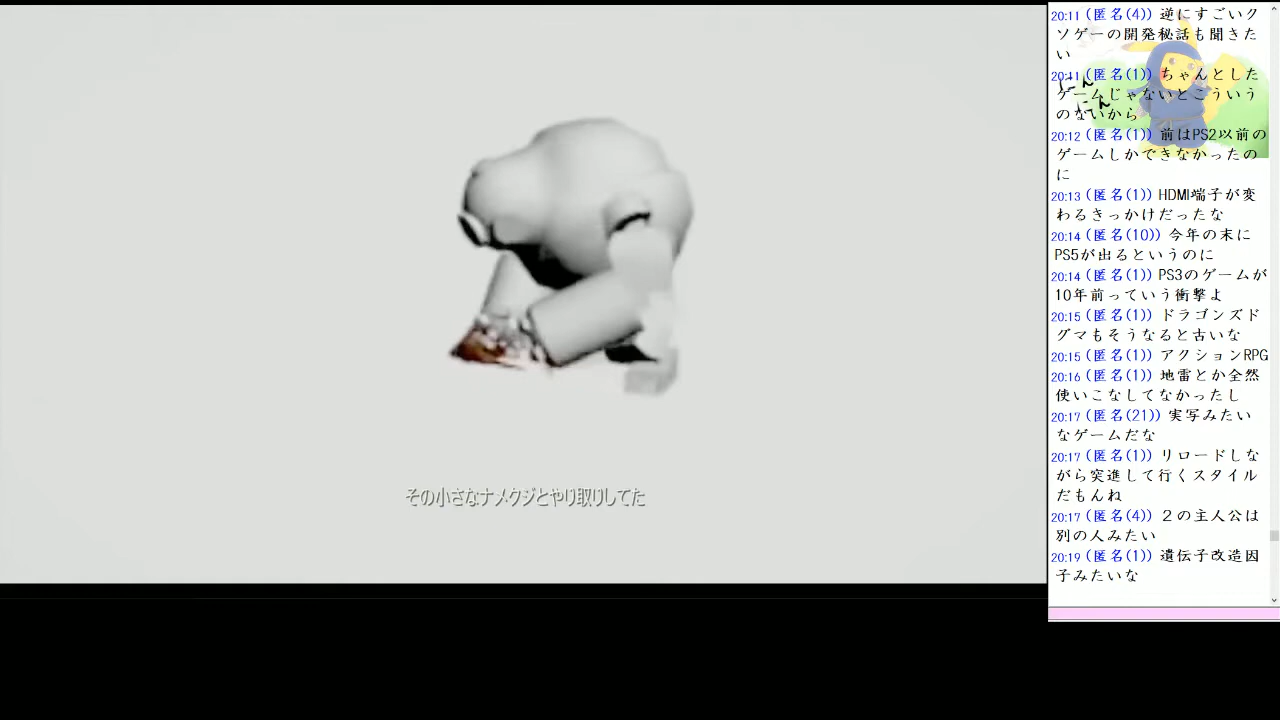 その小さなナメクジとやり取りしてた
20:11 (匿名(4)) 逆にすごいク
ソゲーの開発秘話も聞きた
い
20:11 (匿名(1)) ちゃんとした
ゲームじゃないとこういう
のないから
20:12 (匿名(1)) 前はPS2以前の
ゲームしかできなかったの
に
20:13 (匿名(1)) HDMI端子が変
わるきっかけだったな
20:14 (匿名(10)) 今年の末に
PS5が出るというのに
20:14 (匿名(1)) PS3のゲームが
10年前っていう衝撃よ
20:15 (匿名(1)) ドラゴンズド
グマもそうなると古いな
20:15 (匿名(1)) アクションRPG
20:16 (匿名(1)) 地雷とか全然
使いこなしてなかったし
20:17 (匿名(21)) 実写みたい
なゲームだな
20:17 (匿名(1)) リロードしな
がら突進して行くスタイル
だもんね
20:17 (匿名(4)) ２の主人公は
別の人みたい
20:19 (匿名(1)) 遺伝子改造因
子みたいな
にん
にん